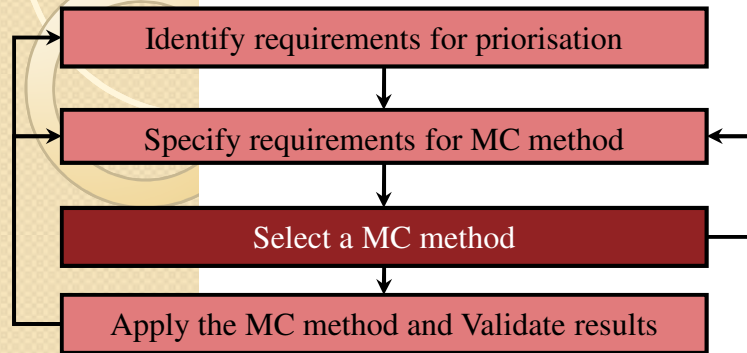 Identify requirements for priorisation
Specify requirements for MC method
Select a MC method
Apply the MC method and Validate results